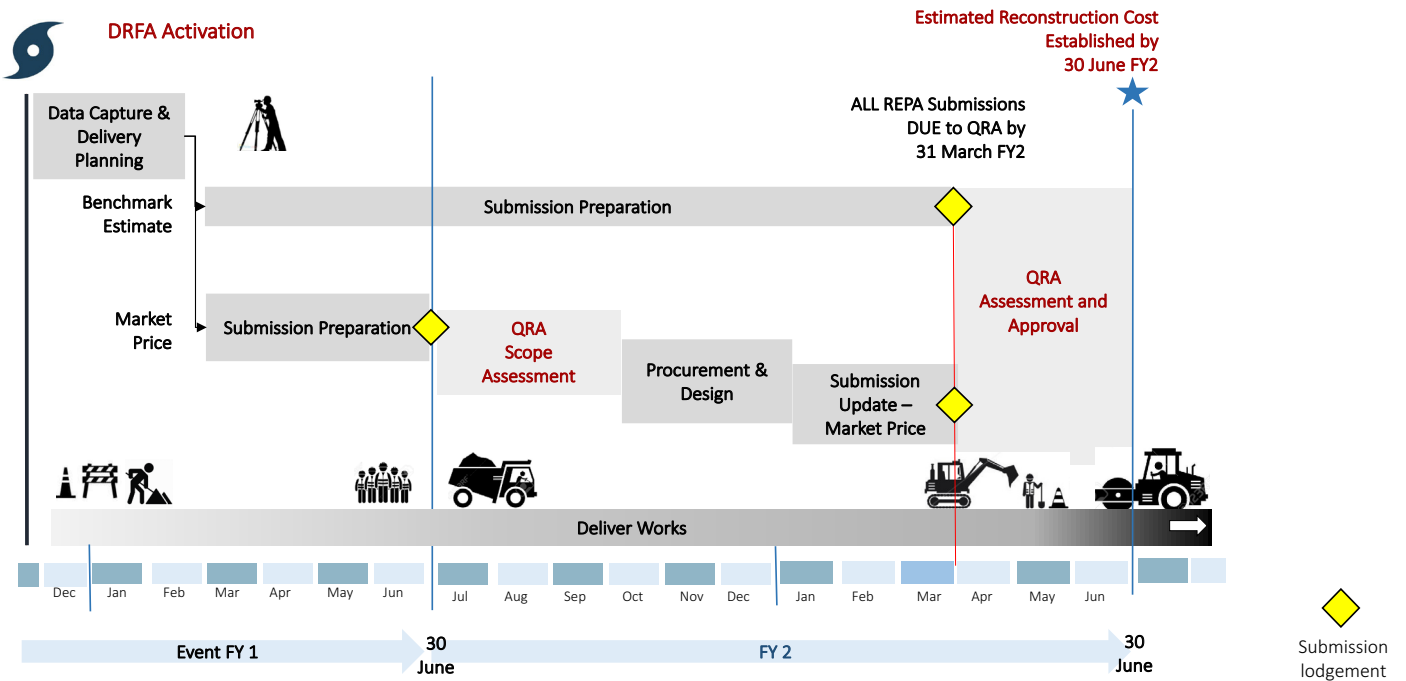 DRFA Activation
Estimated Reconstruction Cost
Established by
30 June FY2
Data Capture &
Delivery
Planning
ALL REPA Submissions
DUE to QRA by
31 March FY2
Benchmark
Estimate
Submission Preparation
QRA
Assessment and
Approval
Market
Price
Submission Preparation
QRA
Scope
Assessment
Procurement &
Design
Submission
Update –
Market Price
Deliver Works
Dec
Jan
Feb
Mar
Apr
May
Jun
Jul
Aug
Sep
Oct
Nov
Dec
Jan
Feb
Mar
Apr
May
Jun
Event FY 1
30
June
FY 2
30
June
Submission
lodgement